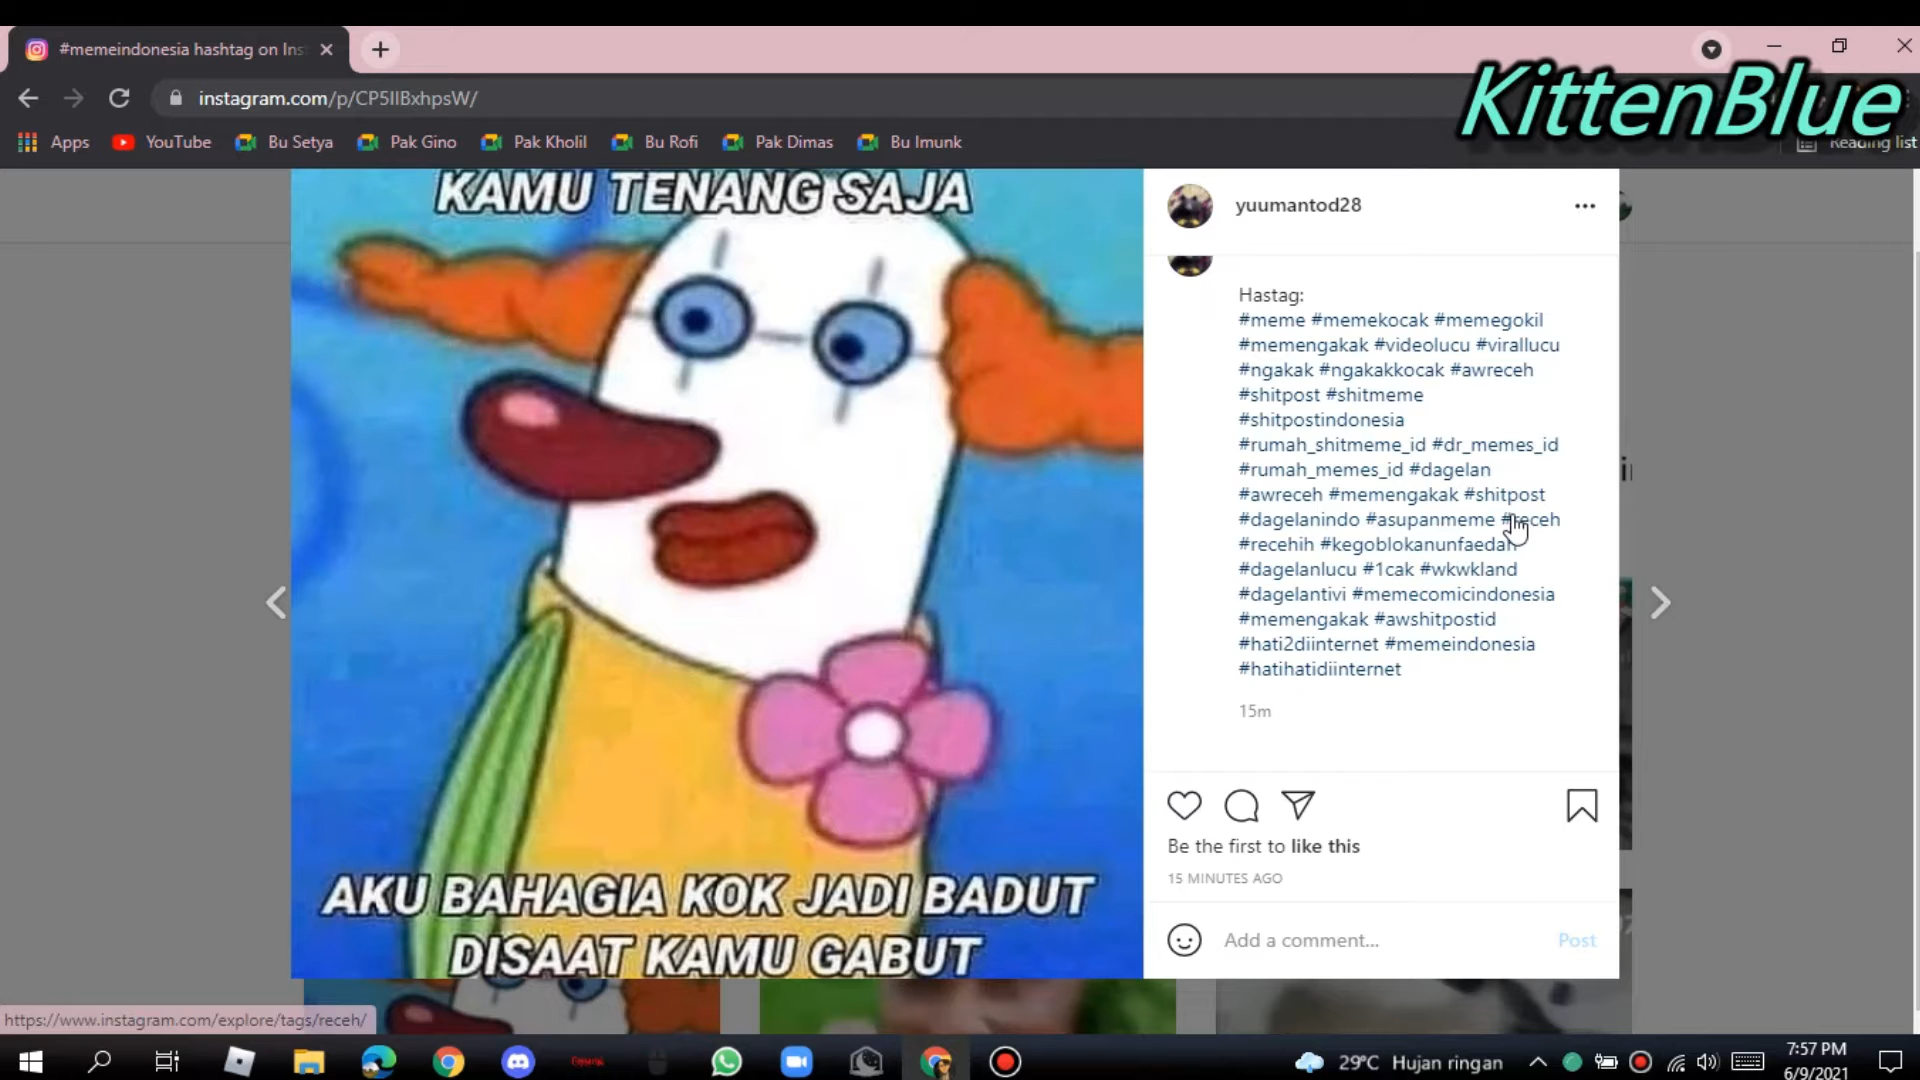 #memeindonesia hashtag on Ins
KittenBlue
instagram.com/p/CP5IlBxhpsW/
Apps YouTube Bu Setya Pak Gino Pak Kholil Bu Rofi Pak Dimas Bu Imunk Reading list
KAMU TENANG SAJA
AKU BAHAGIA KOK JADI BADUT
DISAAT KAMU GABUT
yuumantod28
Hastag:
#meme #memekocak #memegokil
#memengakak #videolucu #virallucu
#ngakak #ngakakkocak #awreceh
#shitpost #shitmeme
#shitpostindonesia
#rumah_shitmeme_id #dr_memes_id
#rumah_memes_id #dagelan
#awreceh #memengakak #shitpost
#dagelanindo #asupanmeme #receh
#recehih #kegoblokanunfaedah
#dagelanlucu #1cak #wkwkland
#dagelantivi #memecomicindonesia
#memengakak #awshitpostid
#hati2diinternet #memeindonesia
#hatihatidiinternet
15m
Be the first to like this
15 MINUTES AGO
Add a comment... Post
https://www.instagram.com/explore/tags/receh/
29°C Hujan ringan
7:57 PM
6/9/2021